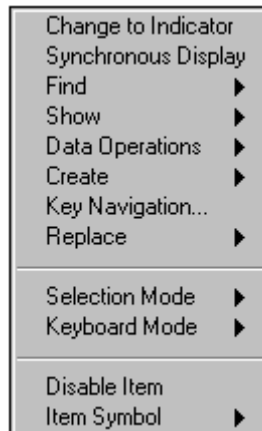 Change to Indicator
Synchronous Display
Find
Show
Data Operations
Create
Key Navigation...
Replace
Selection Mode
Keyboard Mode
Disable Item
Item Symbol